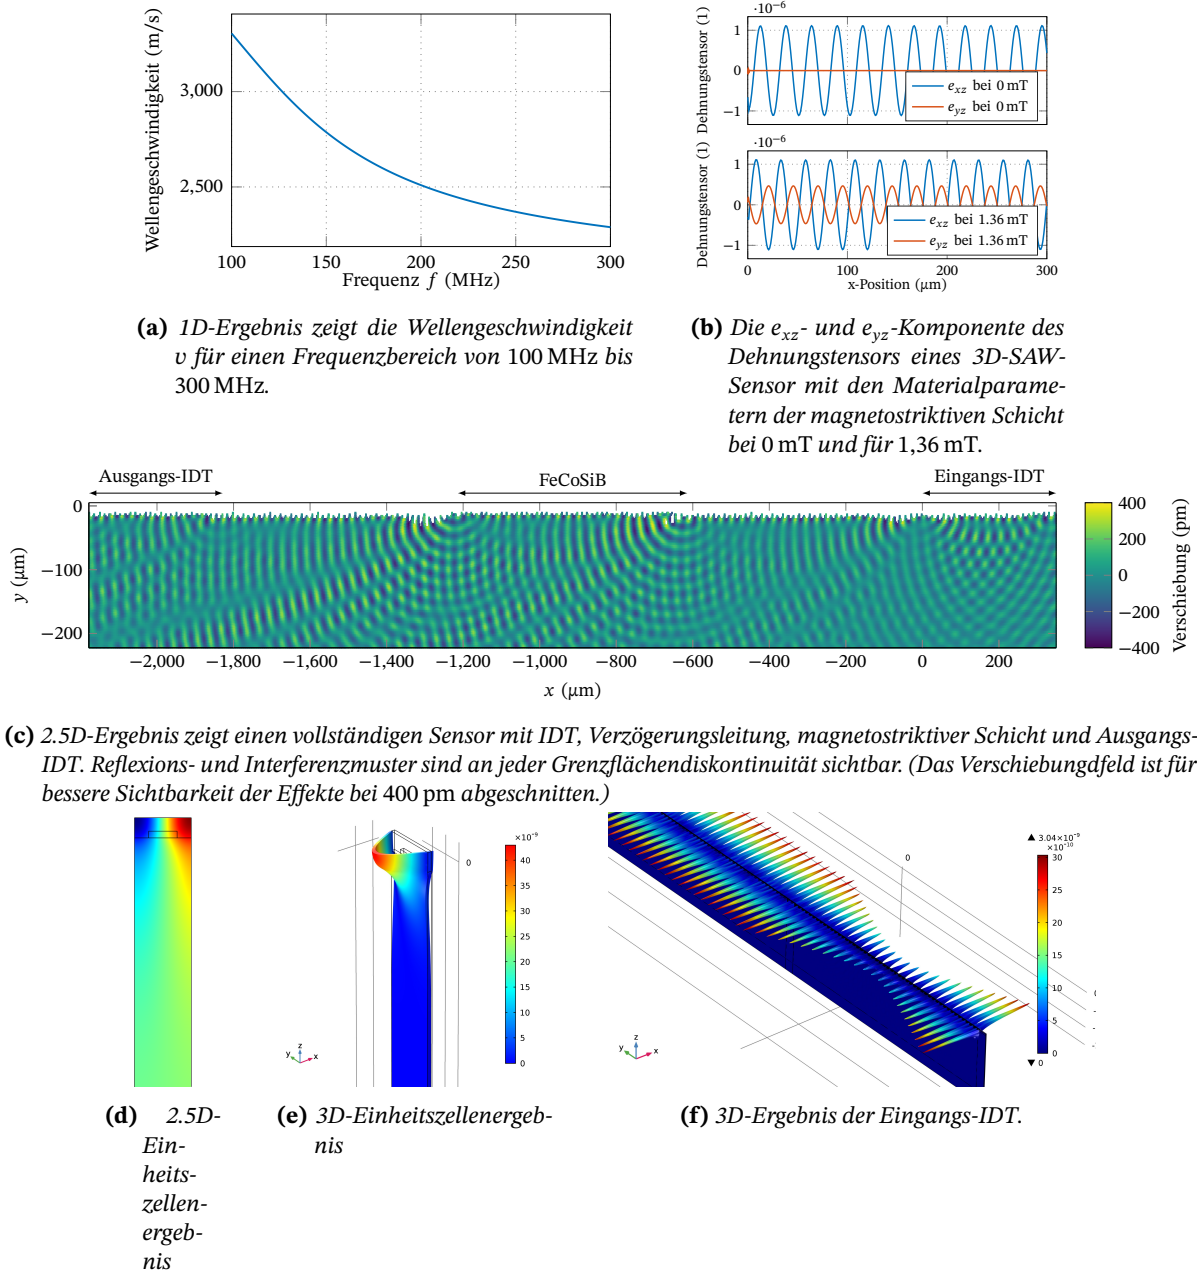 Wellengeschwindigkeit (m/s)
3,000
2,500
100
150
200
250
300
Frequenz f (MHz)
(a) 1D-Ergebnis zeigt die Wellengeschwindigkeit
v für einen Frequenzbereich von 100 MHz bis
300 MHz.
·10⁻⁶
Dehnungstensor (1)
1
0
−1
e_xz bei 0 mT
e_yz bei 0 mT
·10⁻⁶
Dehnungstensor (1)
1
0
−1
e_xz bei 1.36 mT
e_yz bei 1.36 mT
0
100
200
300
x-Position (µm)
(b) Die e_xz- und e_yz-Komponente des
Dehnungstensors eines 3D-SAW-
Sensor mit den Materialparame-
tern der magnetostriktiven Schicht
bei 0 mT und für 1,36 mT.
Ausgangs-IDT
FeCoSiB
Eingangs-IDT
y (µm)
0
−100
−200
−2,000
−1,800
−1,600
−1,400
−1,200
−1,000
−800
−600
−400
−200
0
200
x (µm)
400
200
0
−200
−400
Verschiebung (pm)
(c) 2.5D-Ergebnis zeigt einen vollständigen Sensor mit IDT, Verzögerungsleitung, magnetostriktiver Schicht und Ausgangs-
IDT. Reflexions- und Interferenzmuster sind an jeder Grenzflächendiskontinuität sichtbar. (Das Verschiebungdfeld ist für
bessere Sichtbarkeit der Effekte bei 400 pm abgeschnitten.)
(d) 2.5D-
Ein-
heits-
zellen-
ergeb-
nis
0
×10⁻⁹
40
35
30
25
20
15
10
5
0
y z x
(e) 3D-Einheitszellenergeb-
nis
0
▲ 3.04×10⁻⁹
×10⁻¹⁰
30
25
20
15
10
5
0
▼ 0
y z x
(f) 3D-Ergebnis der Eingangs-IDT.